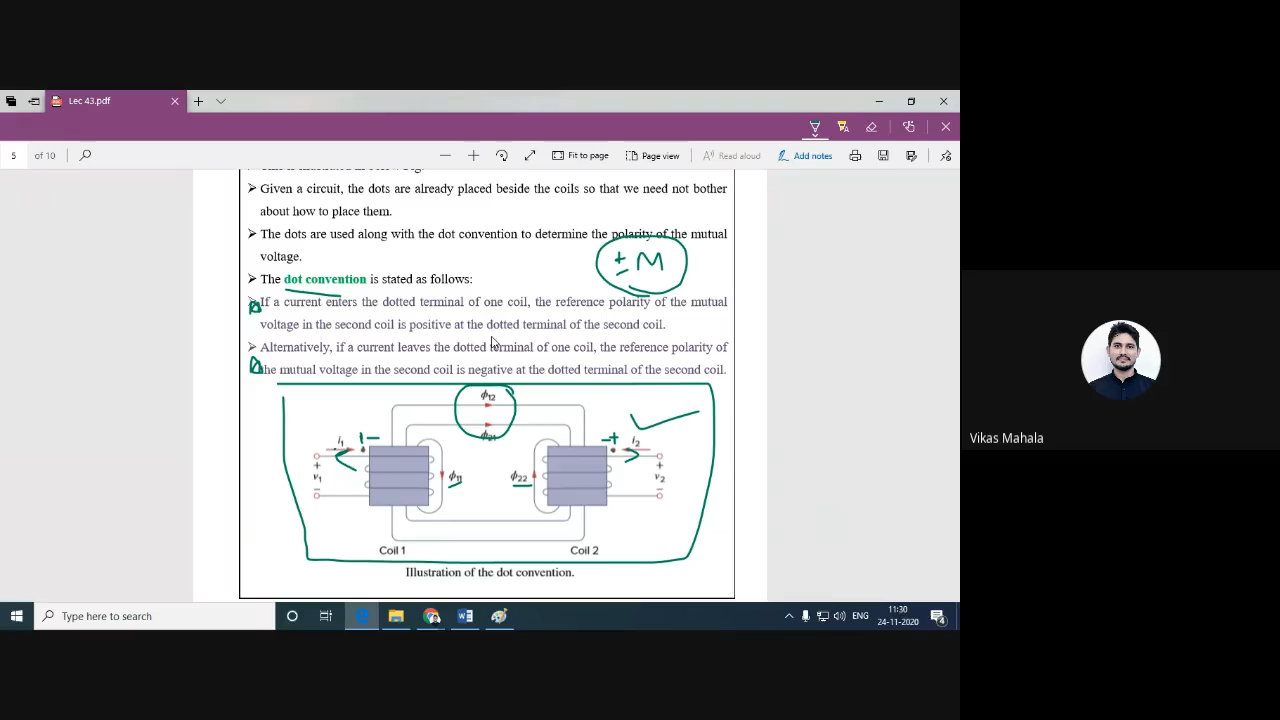 Lec 43.pdf
5 of 10
Fit to page
Page view
Read aloud
Add notes
Given a circuit, the dots are already placed beside the coils so that we need not bother
about how to place them.
The dots are used along with the dot convention to determine the polarity of the mutual
voltage.
± M
The dot convention is stated as follows:
If a current enters the dotted terminal of one coil, the reference polarity of the mutual
voltage in the second coil is positive at the dotted terminal of the second coil.
Alternatively, if a current leaves the dotted terminal of one coil, the reference polarity of
the mutual voltage in the second coil is negative at the dotted terminal of the second coil.
ϕ12
ϕ21
i1
+ −
− +
i2
+
v1
−
ϕ11
ϕ22
+
v2
−
Coil 1
Coil 2
Illustration of the dot convention.
Vikas Mahala
Type here to search
ENG
11:30
24-11-2020
4